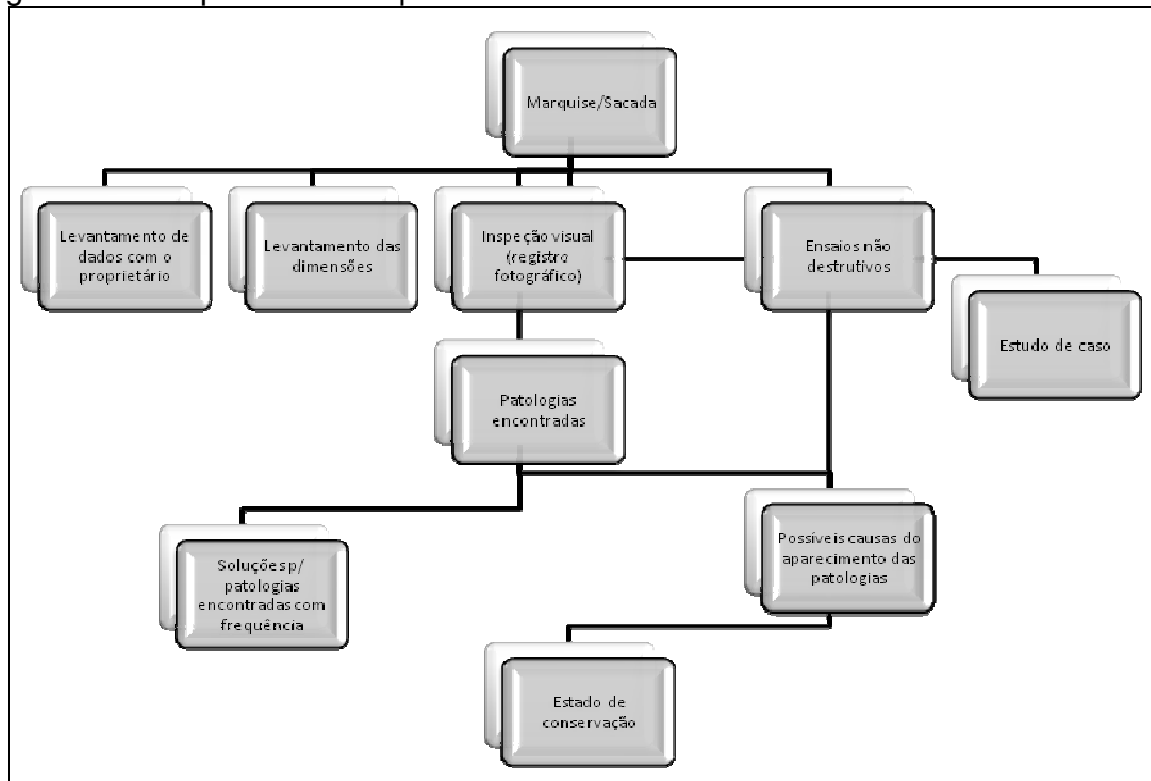 Marquise/Sacada
Levantamento de
dados com o
proprietário
Levantamento das
dimensões
Inspeção visual
(registro
fotográfico)
Ensaios não
destrutivos
Estudo de caso
Patologias
encontradas
Soluções p/
patologias
encontradas com
frequência
Possíveis causas do
aparecimento das
patologias
Estado de
conservação